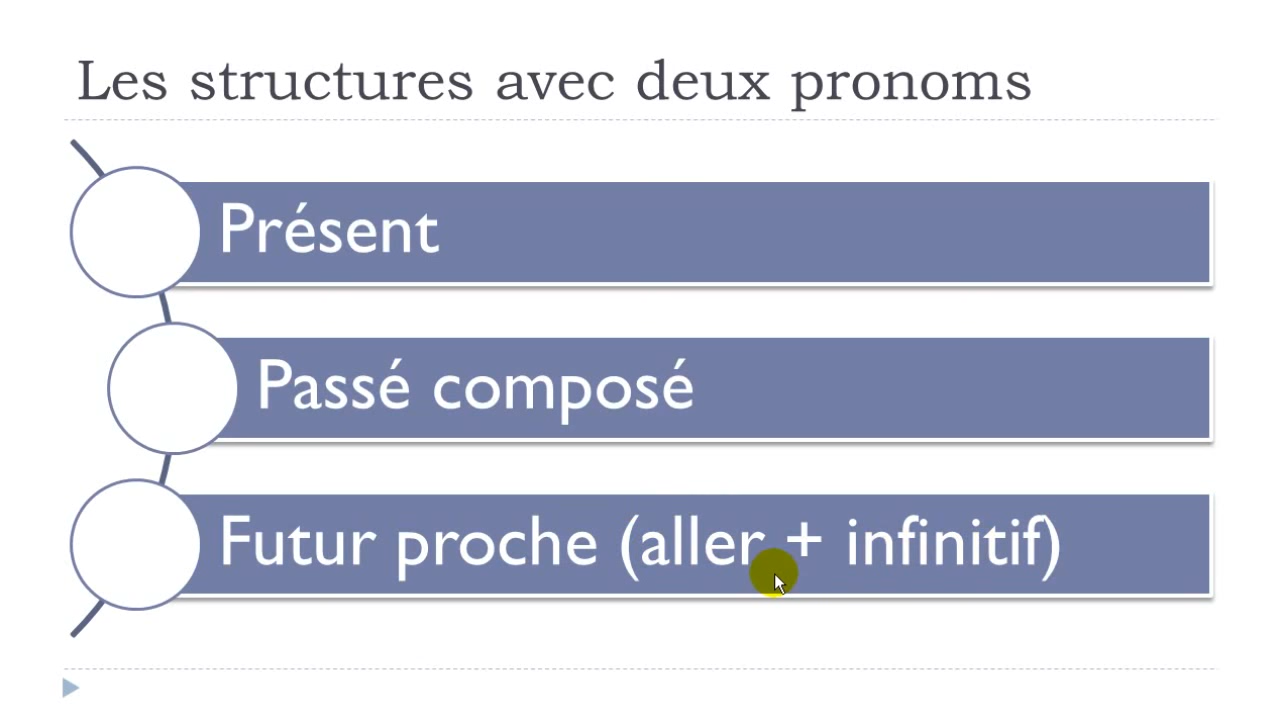 Les structures avec deux pronoms
Présent
Passé composé
Futur proche (aller + infinitif)